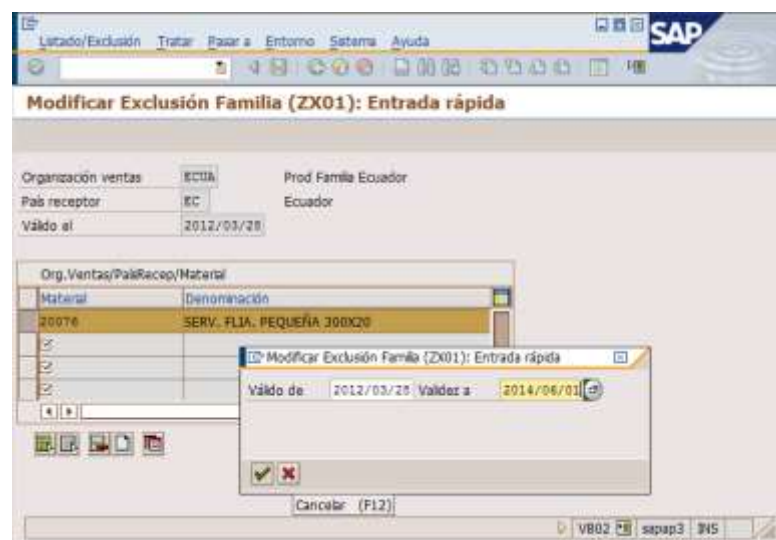 Listado/Exclusión Tratar Pasar a Entorno Sistema Ayuda
SAP
Modificar Exclusión Familia (ZX01): Entrada rápida
Organización ventas ECUA Prod Familia Ecuador
País receptor EC Ecuador
Válido el 2012/03/28
Org.Ventas/PaísRecep/Material
Material Denominación
20076 SERV. FLIA. PEQUEÑA 300X20
Modificar Exclusión Familia (ZX01): Entrada rápida
Válido de 2012/03/28 Validez a 2014/06/01
Cancelar (F12)
VB02 sapap3 INS